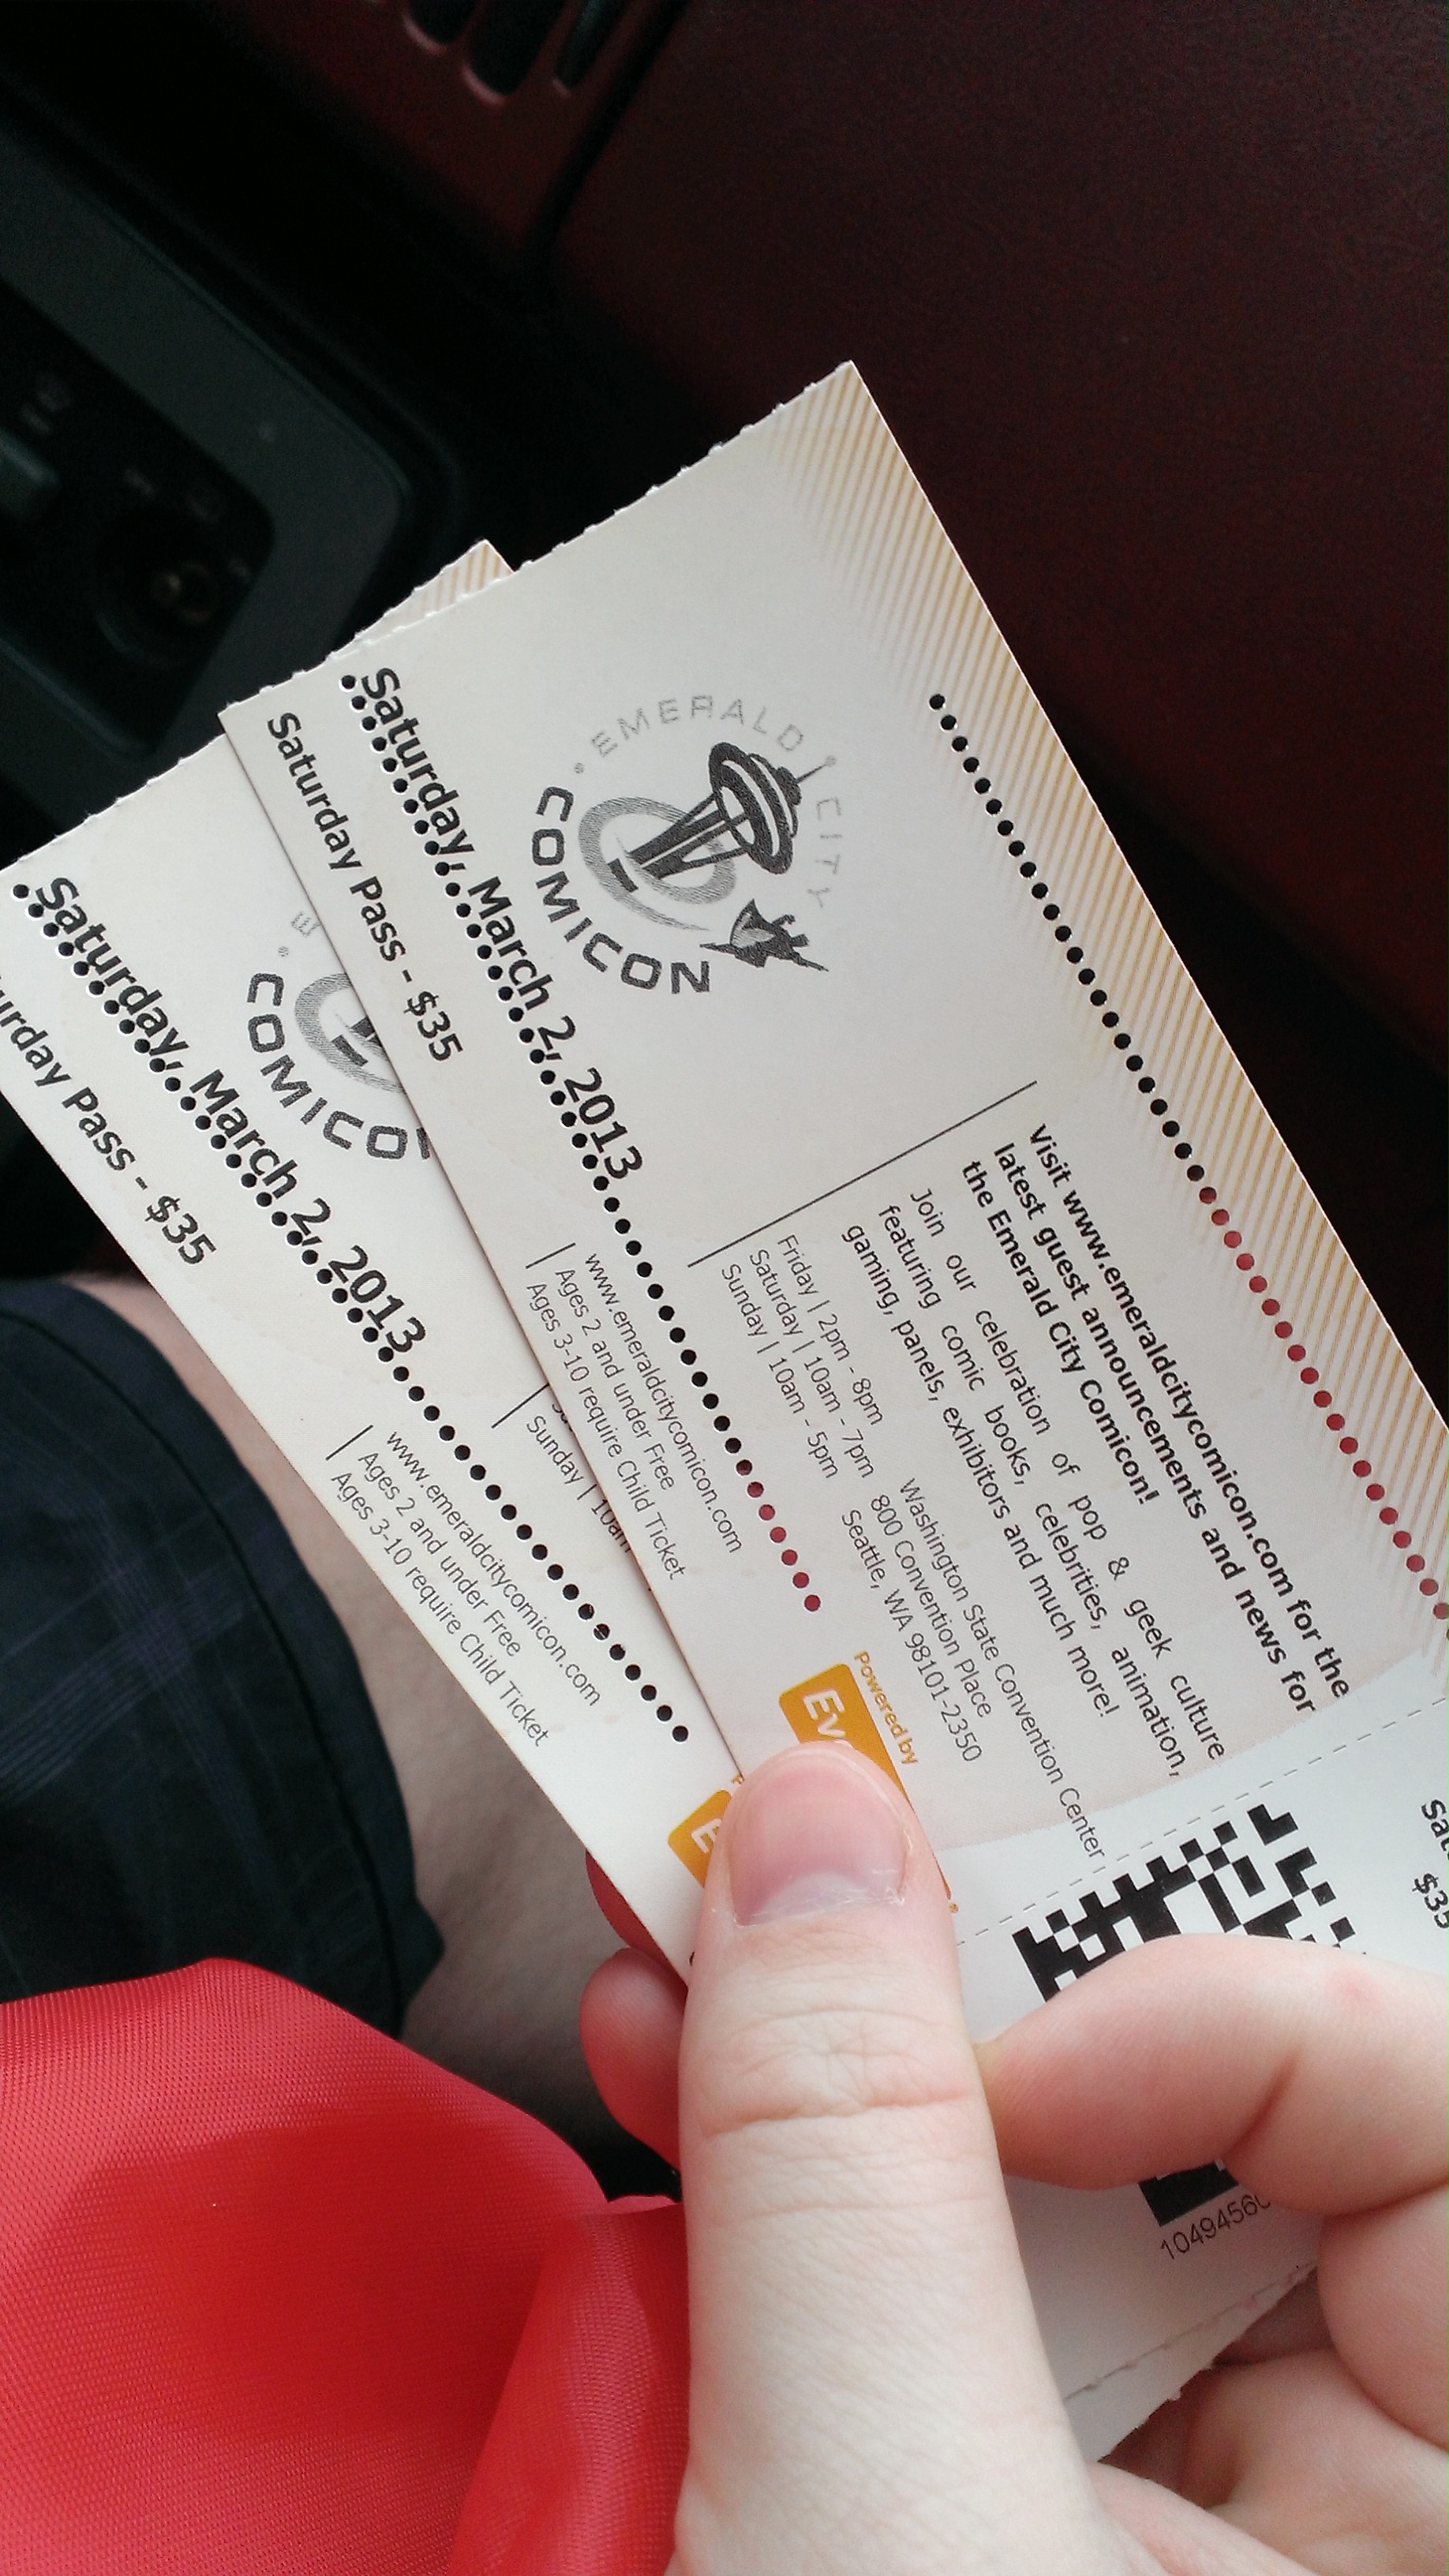 Visit www.emeraldcitycomicon.com for the
latest guest announcements and news for
the Emerald City Comicon!
Join our celebration of pop & geek culture
featuring comic books, celebrities, animation,
gaming, panels, exhibitors and much more!
Friday | 2pm - 8pm
Saturday | 10am - 7pm
Sunday | 10am - 5pm
Washington State Convention Center
800 Convention Place
Seattle, WA 98101-2350
EMERALD CITY
COMICON
Saturday, March 2, 2013
Saturday Pass - $35
www.emeraldcitycomicon.com
Ages 2 and under Free
Ages 3-10 require Child Ticket
Powered by
$35
COMICO
Saturday, March 2, 2013
Pass - $35
Sunday | 10am
www.emeraldcitycomicon.com
Ages 2 and under Free
Ages 3-10 require Child Ticket